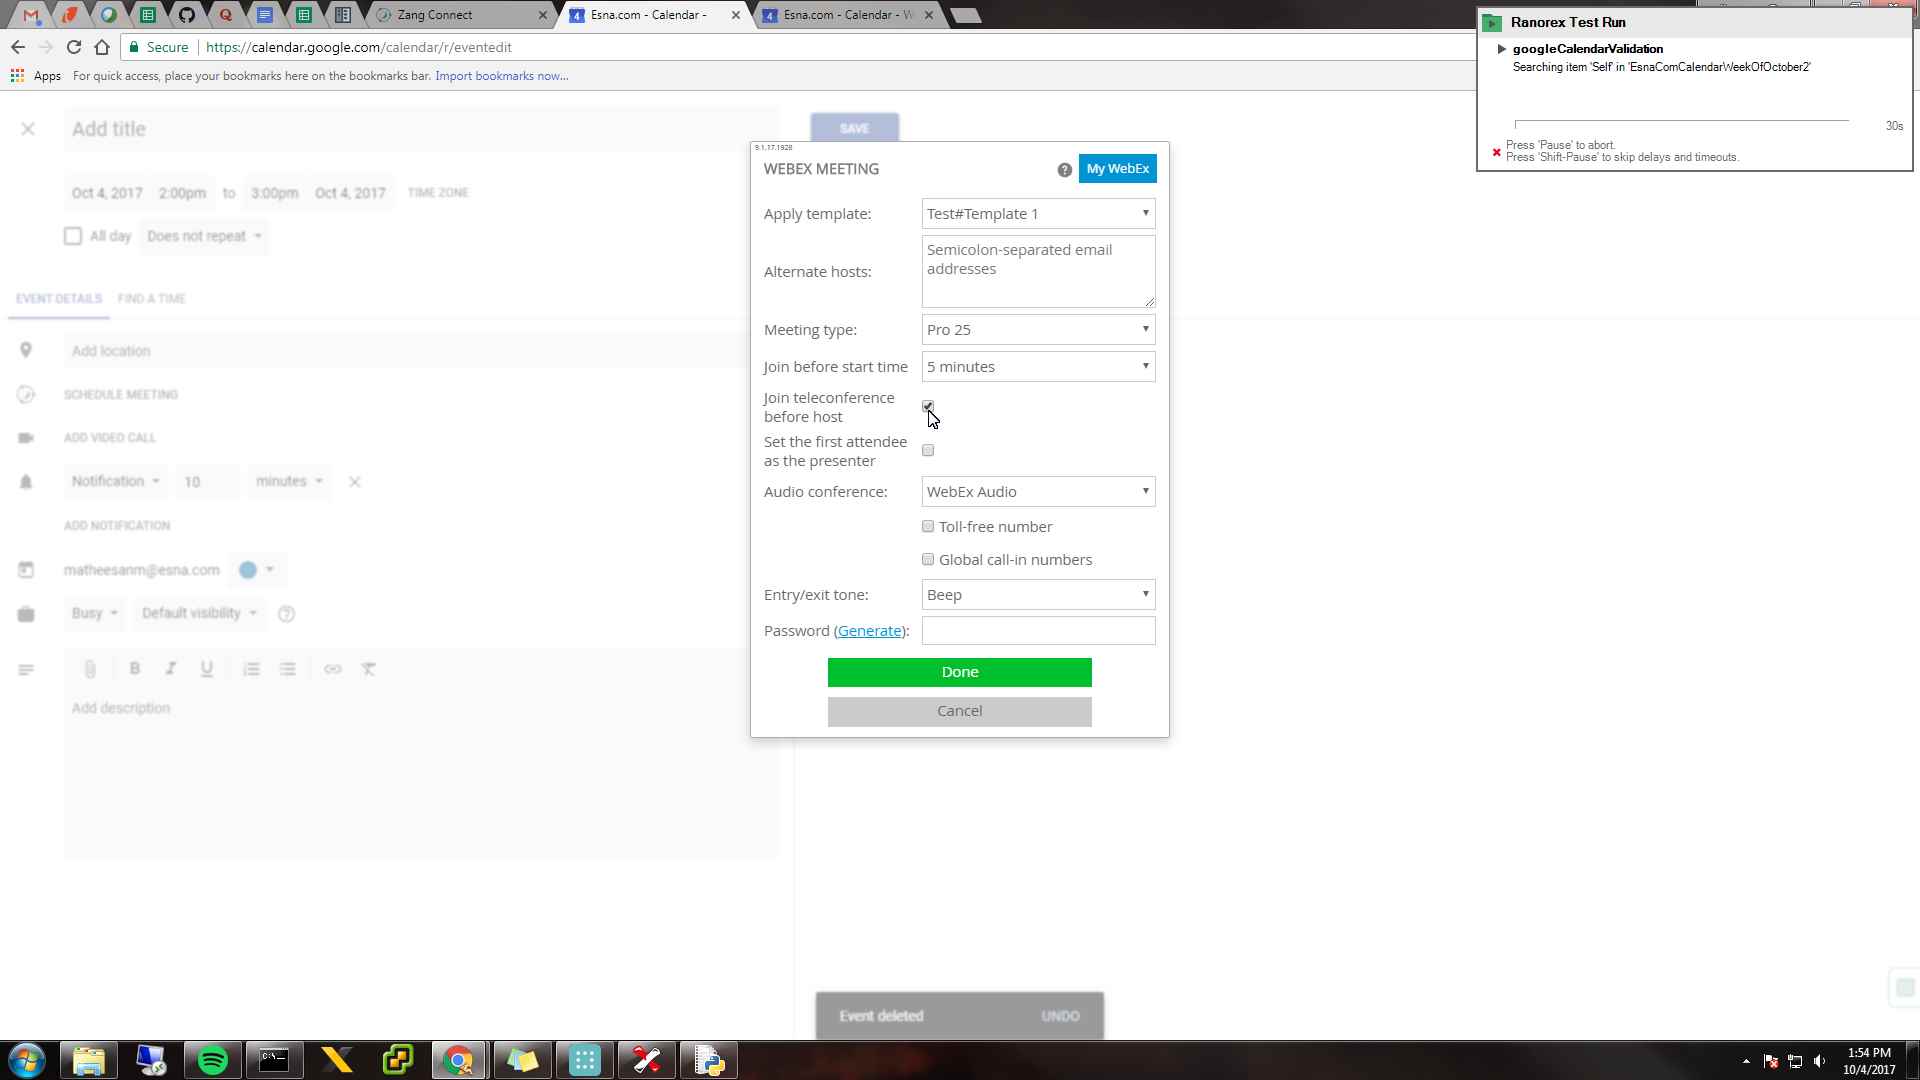 Zang Connect
Esna.com - Calendar -
Esna.com - Calendar - W
Secure
https://calendar.google.com/calendar/r/eventedit
Apps
For quick access, place your bookmarks here on the bookmarks bar.
Import bookmarks now...
Ranorex Test Run
googleCalendarValidation
Searching item 'Self' in 'EsnaComCalendarWeekOfOctober2'
30s
Press 'Pause' to abort.
Press 'Shift-Pause' to skip delays and timeouts.
Add title
SAVE
Oct 4, 2017 2:00pm to 3:00pm Oct 4, 2017 TIME ZONE
All day Does not repeat
EVENT DETAILS FIND A TIME
Add location
SCHEDULE MEETING
ADD VIDEO CALL
Notification 10 minutes
ADD NOTIFICATION
matheesanm@esna.com
Busy Default visibility
B I U
Add description
9.1.17.1928
WEBEX MEETING
My WebEx
Apply template: Test#Template 1
Alternate hosts:
Semicolon-separated email
addresses
Meeting type: Pro 25
Join before start time 5 minutes
Join teleconference
before host
Set the first attendee
as the presenter
Audio conference: WebEx Audio
Toll-free number
Global call-in numbers
Entry/exit tone: Beep
Password (Generate):
Done
Cancel
Event deleted UNDO
1:54 PM
10/4/2017